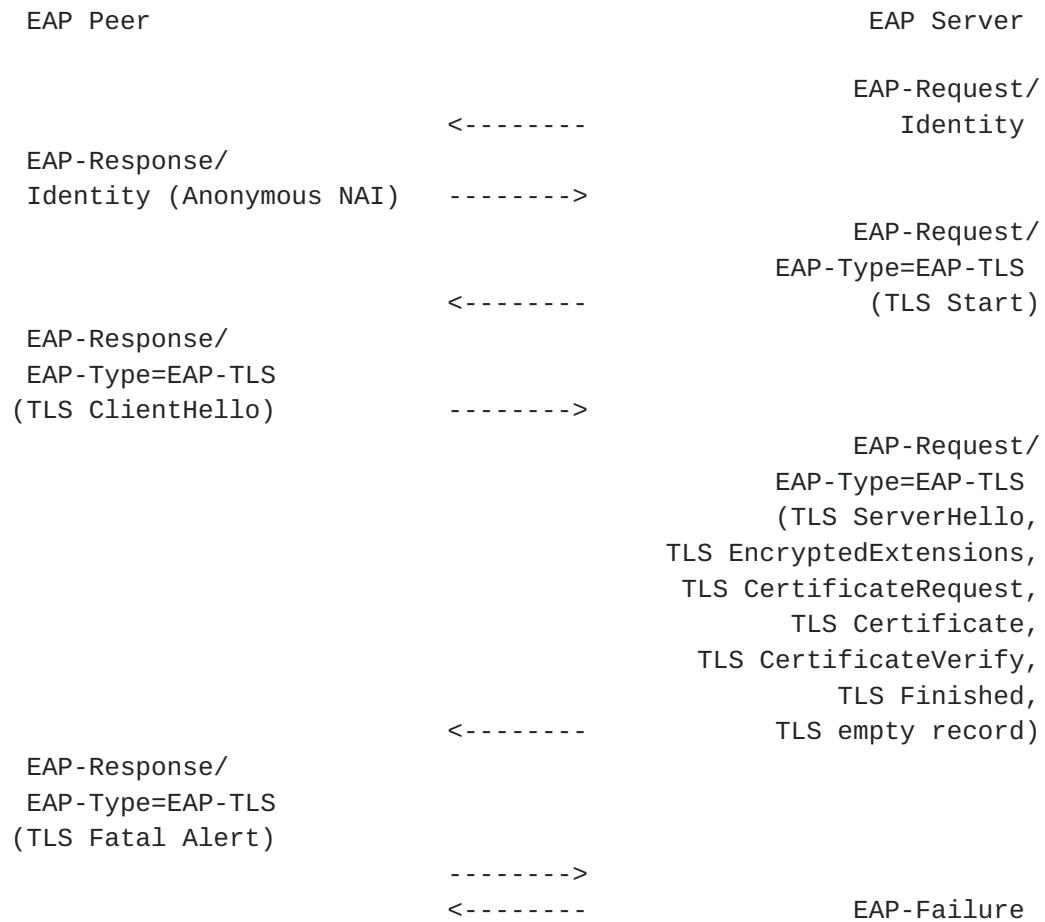 EAP Peer                                              EAP Server

                                                     EAP-Request/
                           <--------                    Identity
EAP-Response/
Identity (Anonymous NAI)   -------->
                                                     EAP-Request/
                                                EAP-Type=EAP-TLS
                           <--------                  (TLS Start)
EAP-Response/
EAP-Type=EAP-TLS
(TLS ClientHello)          -------->
                                                     EAP-Request/
                                                EAP-Type=EAP-TLS
                                                (TLS ServerHello,
                                         TLS EncryptedExtensions,
                                          TLS CertificateRequest,
                                                 TLS Certificate,
                                           TLS CertificateVerify,
                                                    TLS Finished,
                           <--------            TLS empty record)
EAP-Response/
EAP-Type=EAP-TLS
(TLS Fatal Alert)
                           -------->
                           <--------                 EAP-Failure